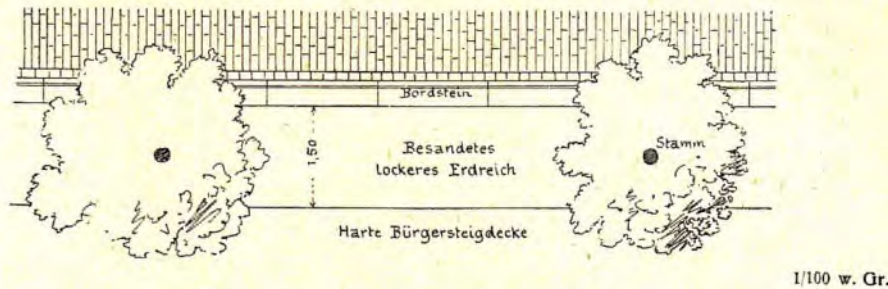 Bordstein
1,50
Besandetes
lockeres Erdreich
Stamm
Harte Bürgersteigdecke
1/100 w. Gr.